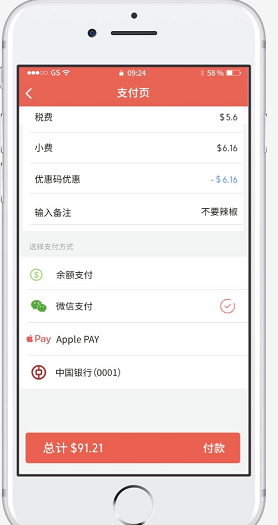 GS 09:24 58%
支付页
税费 $5.6
小费 $6.16
优惠码优惠 -$6.16
输入备注 不要辣椒
选择支付方式
$ 余额支付
微信支付
Pay Apple PAY
中国银行(0001)
总计 $91.21 付款